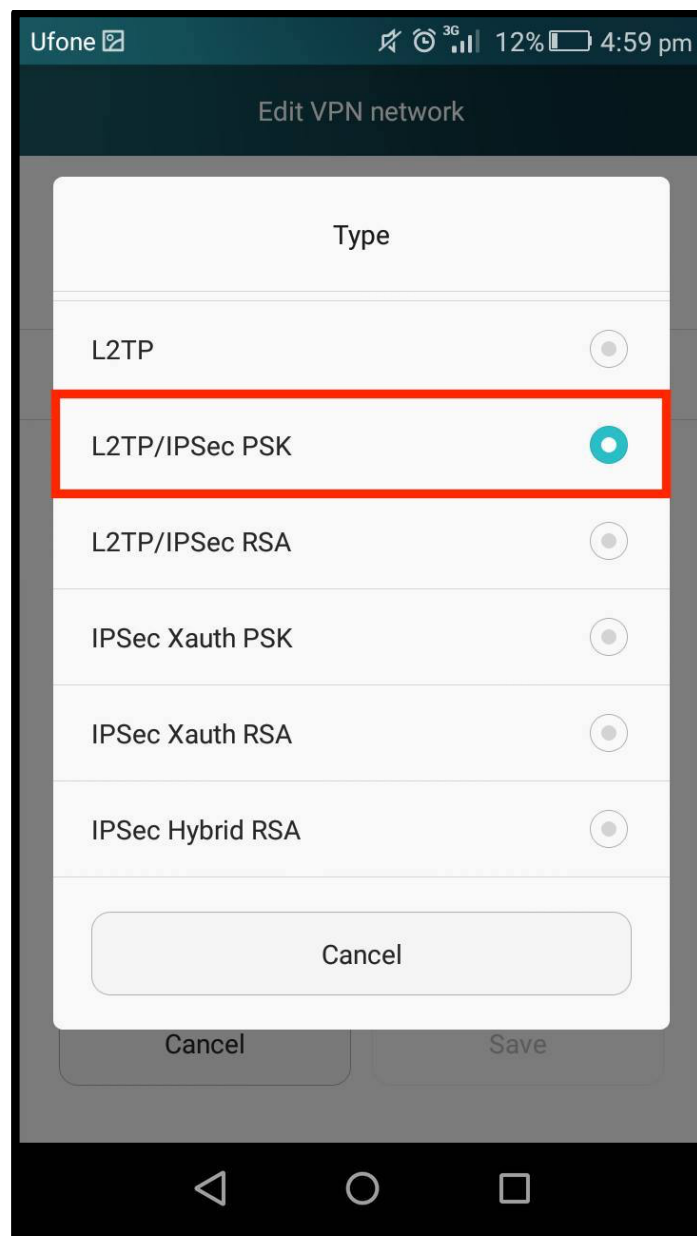 Ufone 3G 12% 4:59 pm
Edit VPN network
Type
L2TP
L2TP/IPSec PSK
L2TP/IPSec RSA
IPSec Xauth PSK
IPSec Xauth RSA
IPSec Hybrid RSA
Cancel
Cancel Save